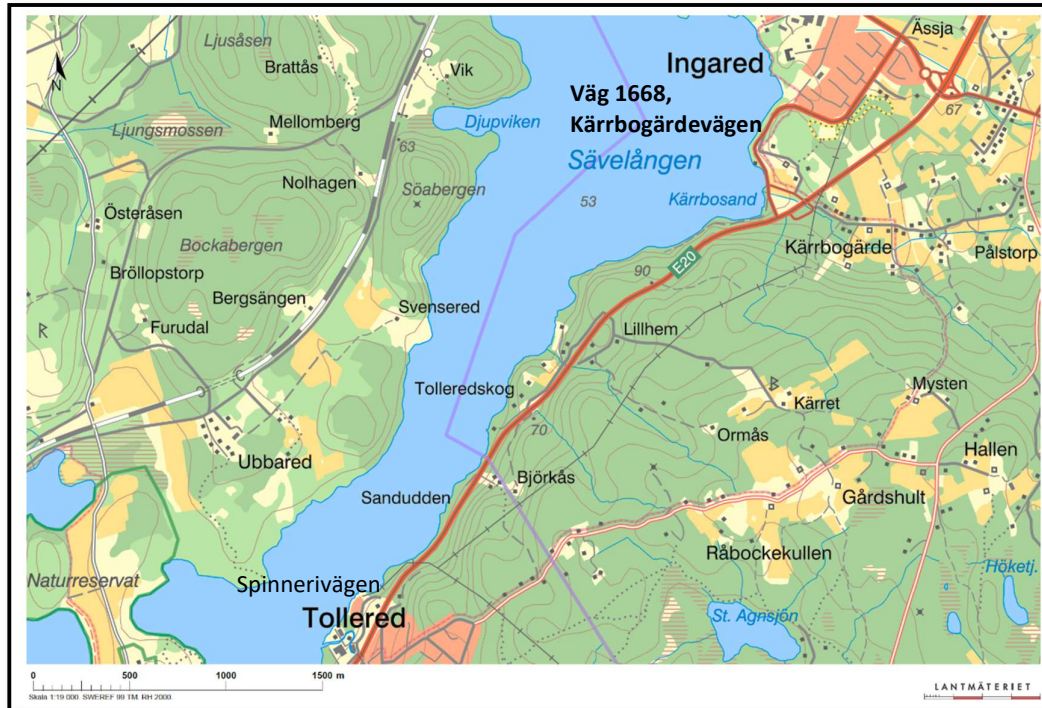 Ljusåsen
Brattås
Vik
Ässja
Ingared
Väg 1668,
Kärrbogärdevägen
67
Ljungsmossen
Mellomberg
Djupviken
63
Sävelången
Nolhagen
Söabergen
53
Kärrbosand
Österåsen
Bockabergen
Kärrbogärde
Pålstorp
Bröllopstorp
90
E20
Bergsängen
Svensered
Furudal
Lillhem
R
Tolleredskog
R
Mysten
Kärret
70
Ormås
Ubbared
Hallen
Björkås
Sandudden
Gårdshult
Råbockekullen
Naturreservat
Spinnerivägen
Höketj.
Tollered
St. Agnsjön
N
0 500 1000 1500 m
Skala 1:19 000, SWEREF 99 TM, RH 2000.
LANTMÄTERIET